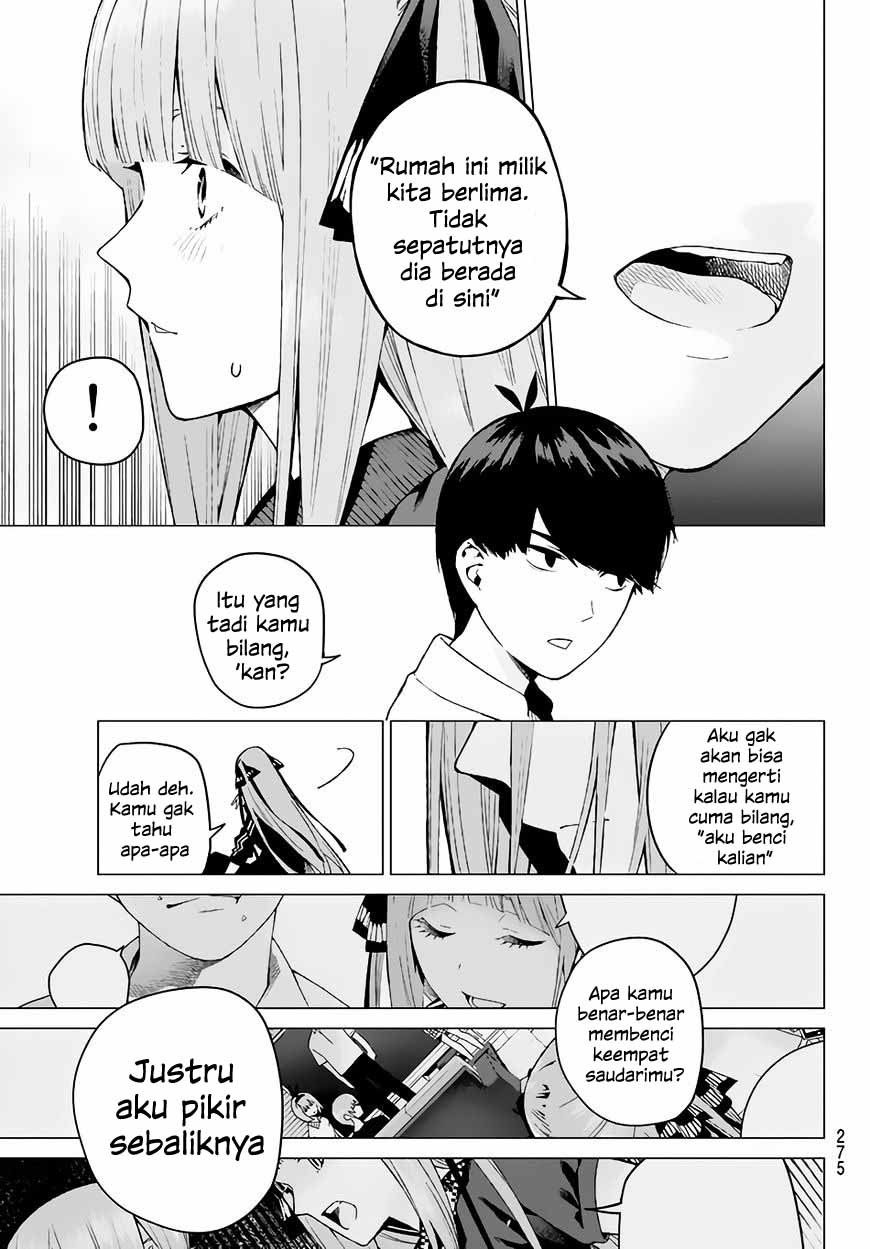 "Rumah ini milik
kita berlima.
Tidak
sepatutnya
dia berada
di sini"
!
Itu yang
tadi kamu
bilang,
'kan?
Aku gak
akan bisa
mengerti
kalau kamu
cuma bilang,
"aku benci
kalian"
Udah deh.
Kamu gak
tahu
apa-apa
Apa kamu
benar-benar
membenci
keempat
saudarimu?
Justru
aku pikir
sebaliknya
275